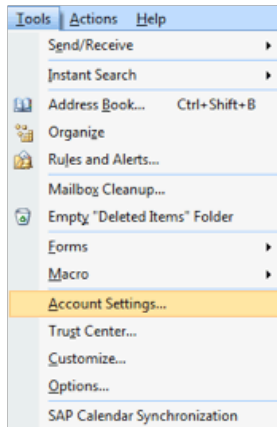 Tools Actions Help
Send/Receive
Instant Search
Address Book... Ctrl+Shift+B
Organize
Rules and Alerts...
Mailbox Cleanup...
Empty "Deleted Items" Folder
Forms
Macro
Account Settings...
Trust Center...
Customize...
Options...
SAP Calendar Synchronization